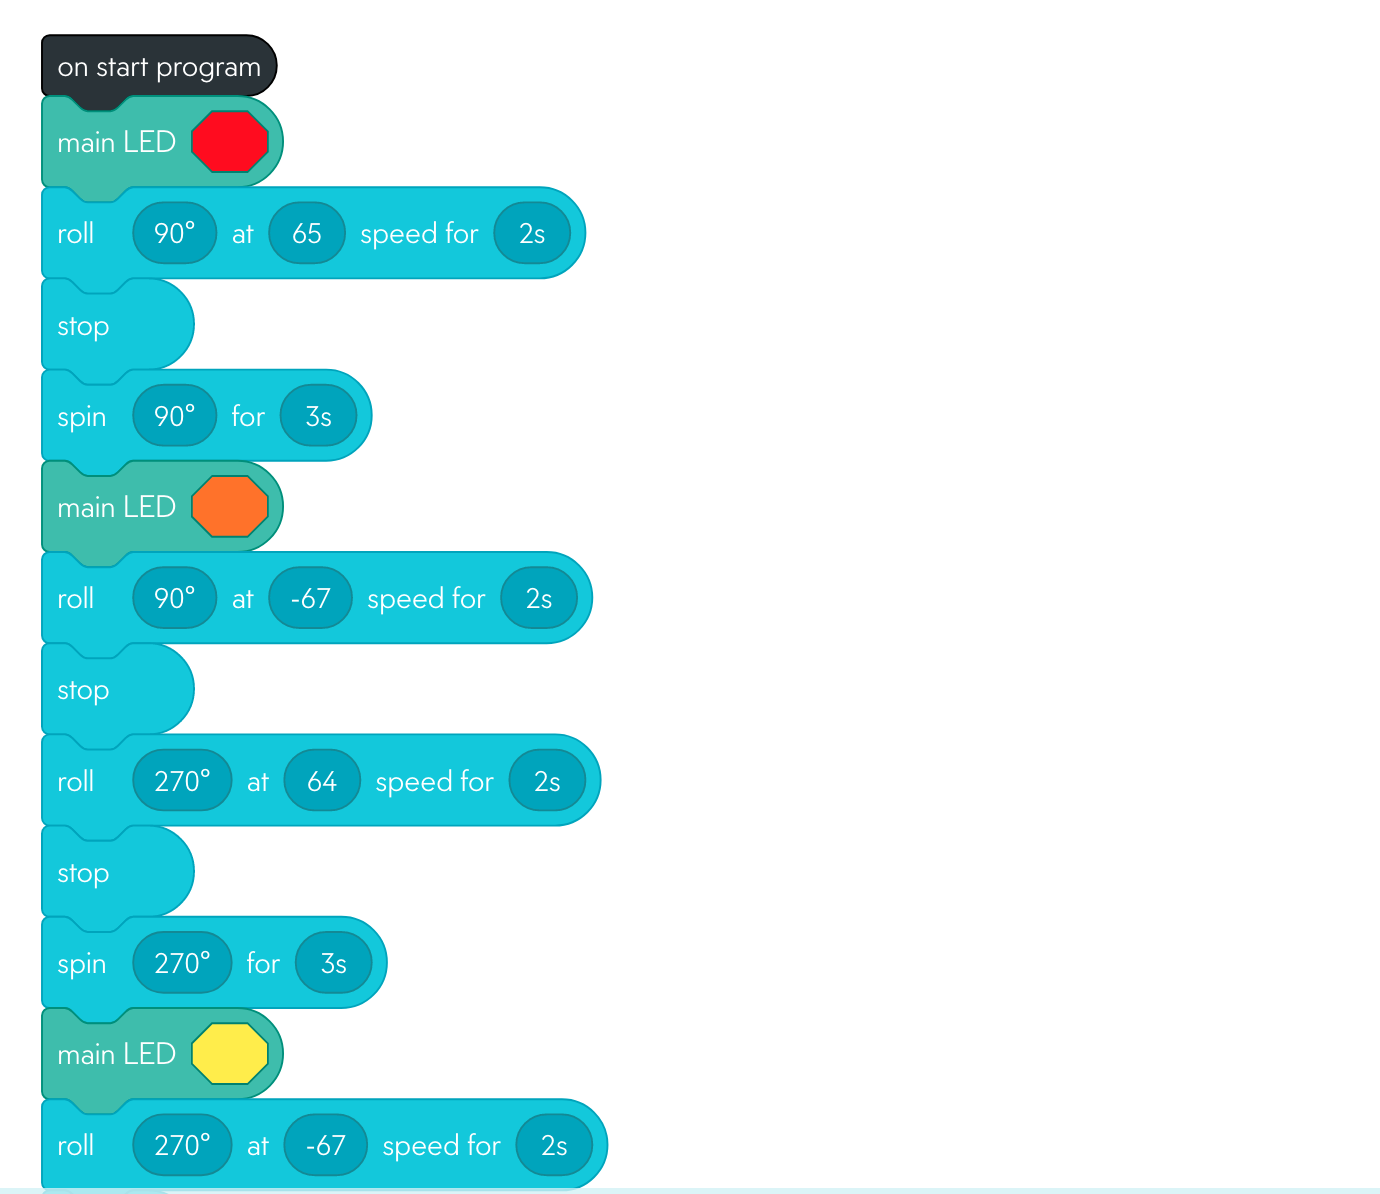 on start program
main LED
roll 90° at 65 speed for 2s
stop
spin 90° for 3s
main LED
roll 90° at -67 speed for 2s
stop
roll 270° at 64 speed for 2s
stop
spin 270° for 3s
main LED
roll 270° at -67 speed for 2s